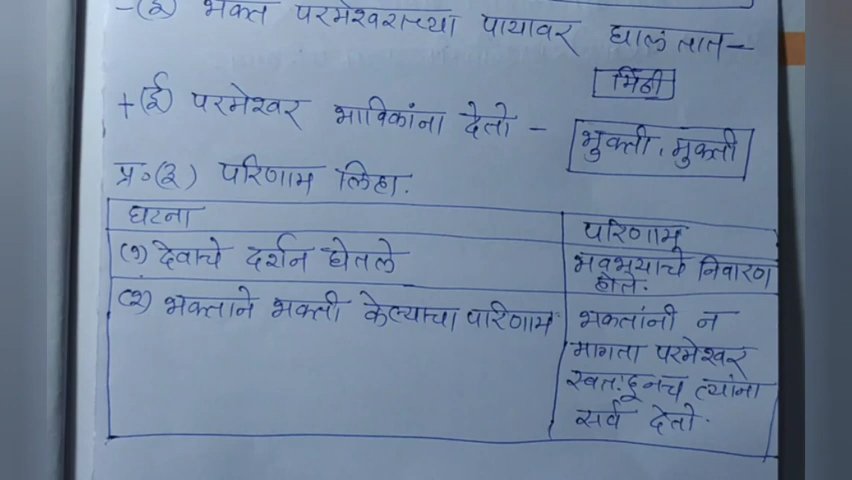 -(इ) भक्त परमेश्वराच्या पायावर घालतात -
मिठी
+(ई) परमेश्वर भाविकांना देतो -
भुक्ती, मुक्ती
प्र॰(३) परिणाम लिहा.
घटना
परिणाम
(१) देवाचे दर्शन घेतले
भवभयाचे निवारण
होते.
(२) भक्ताने भक्ती केल्याचा परिणाम
भक्तांनी न
मागता परमेश्वर
स्वतःहूनच त्यांना
सर्व देतो.